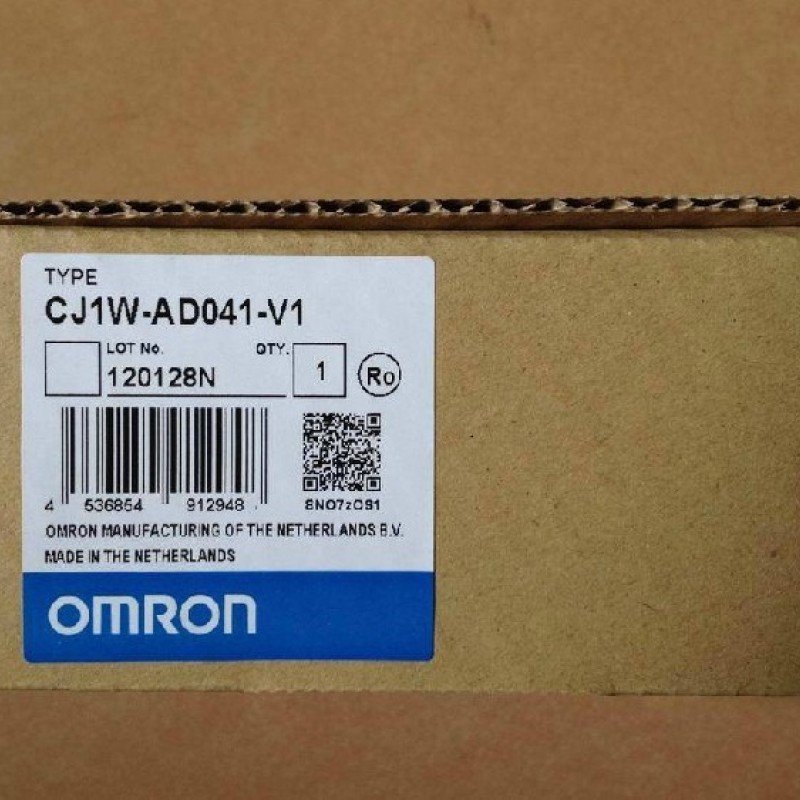 TYPE
CJ1W-AD041-V1
LOT No. QTY.
120128N 1 Ro
4 536854 912948
8NO7zOS1
OMRON MANUFACTURING OF THE NETHERLANDS B.V.
MADE IN THE NETHERLANDS
OMRON